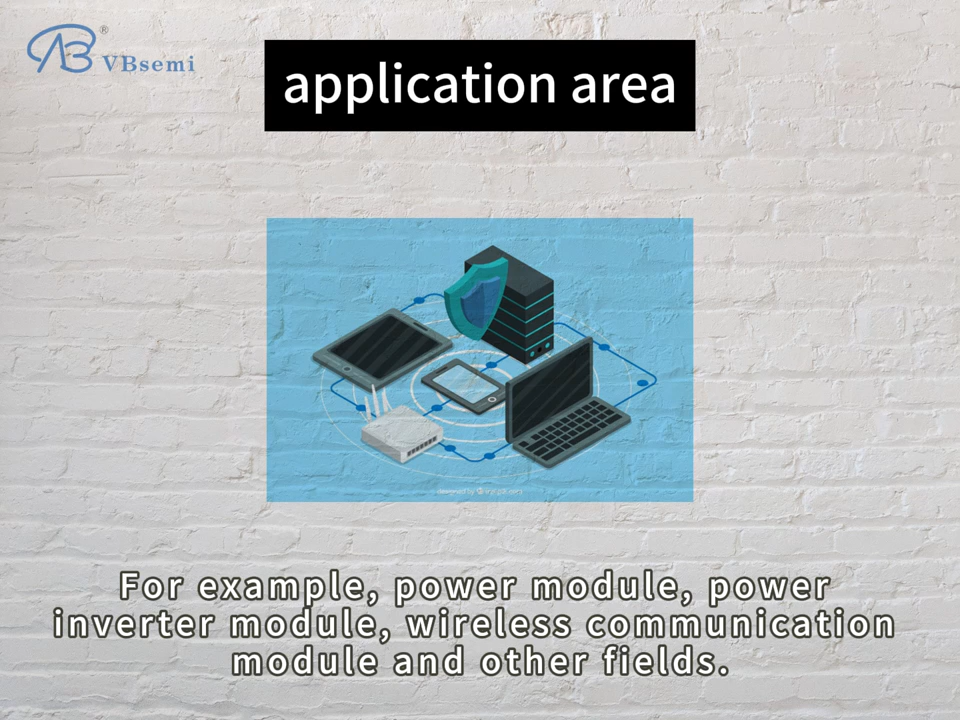 VBsemi
®
application area
For example, power module, power
inverter module, wireless communication
module and other fields.